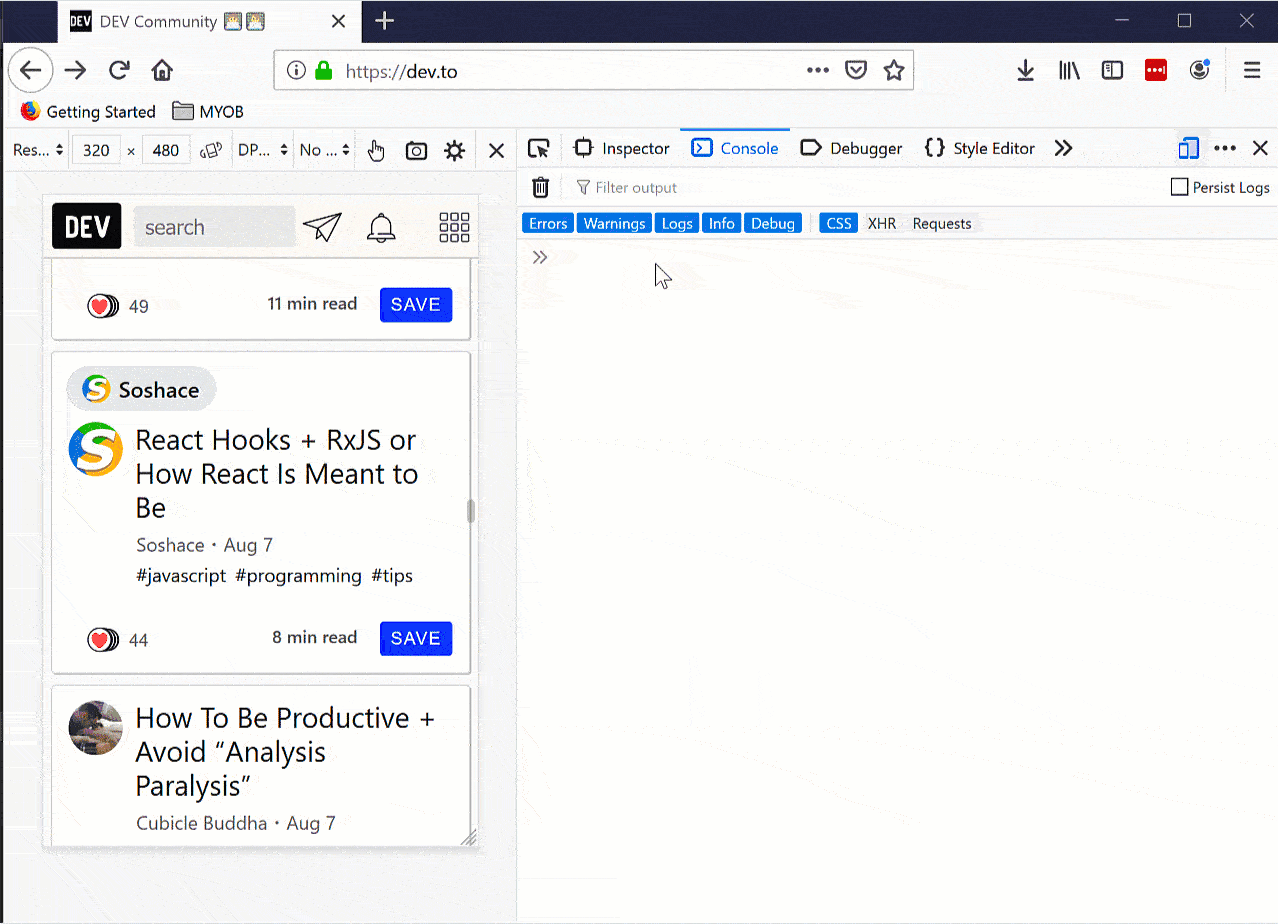 DEV DEV Community
https://dev.to
Getting Started MYOB
Res... 320 × 480 DP... No ...
Inspector Console Debugger { } Style Editor
Filter output Persist Logs
Errors Warnings Logs Info Debug CSS XHR Requests
DEV search
49 11 min read SAVE
Soshace
React Hooks + RxJS or
How React Is Meant to
Be
Soshace • Aug 7
#javascript #programming #tips
44 8 min read SAVE
How To Be Productive +
Avoid “Analysis
Paralysis”
Cubicle Buddha • Aug 7